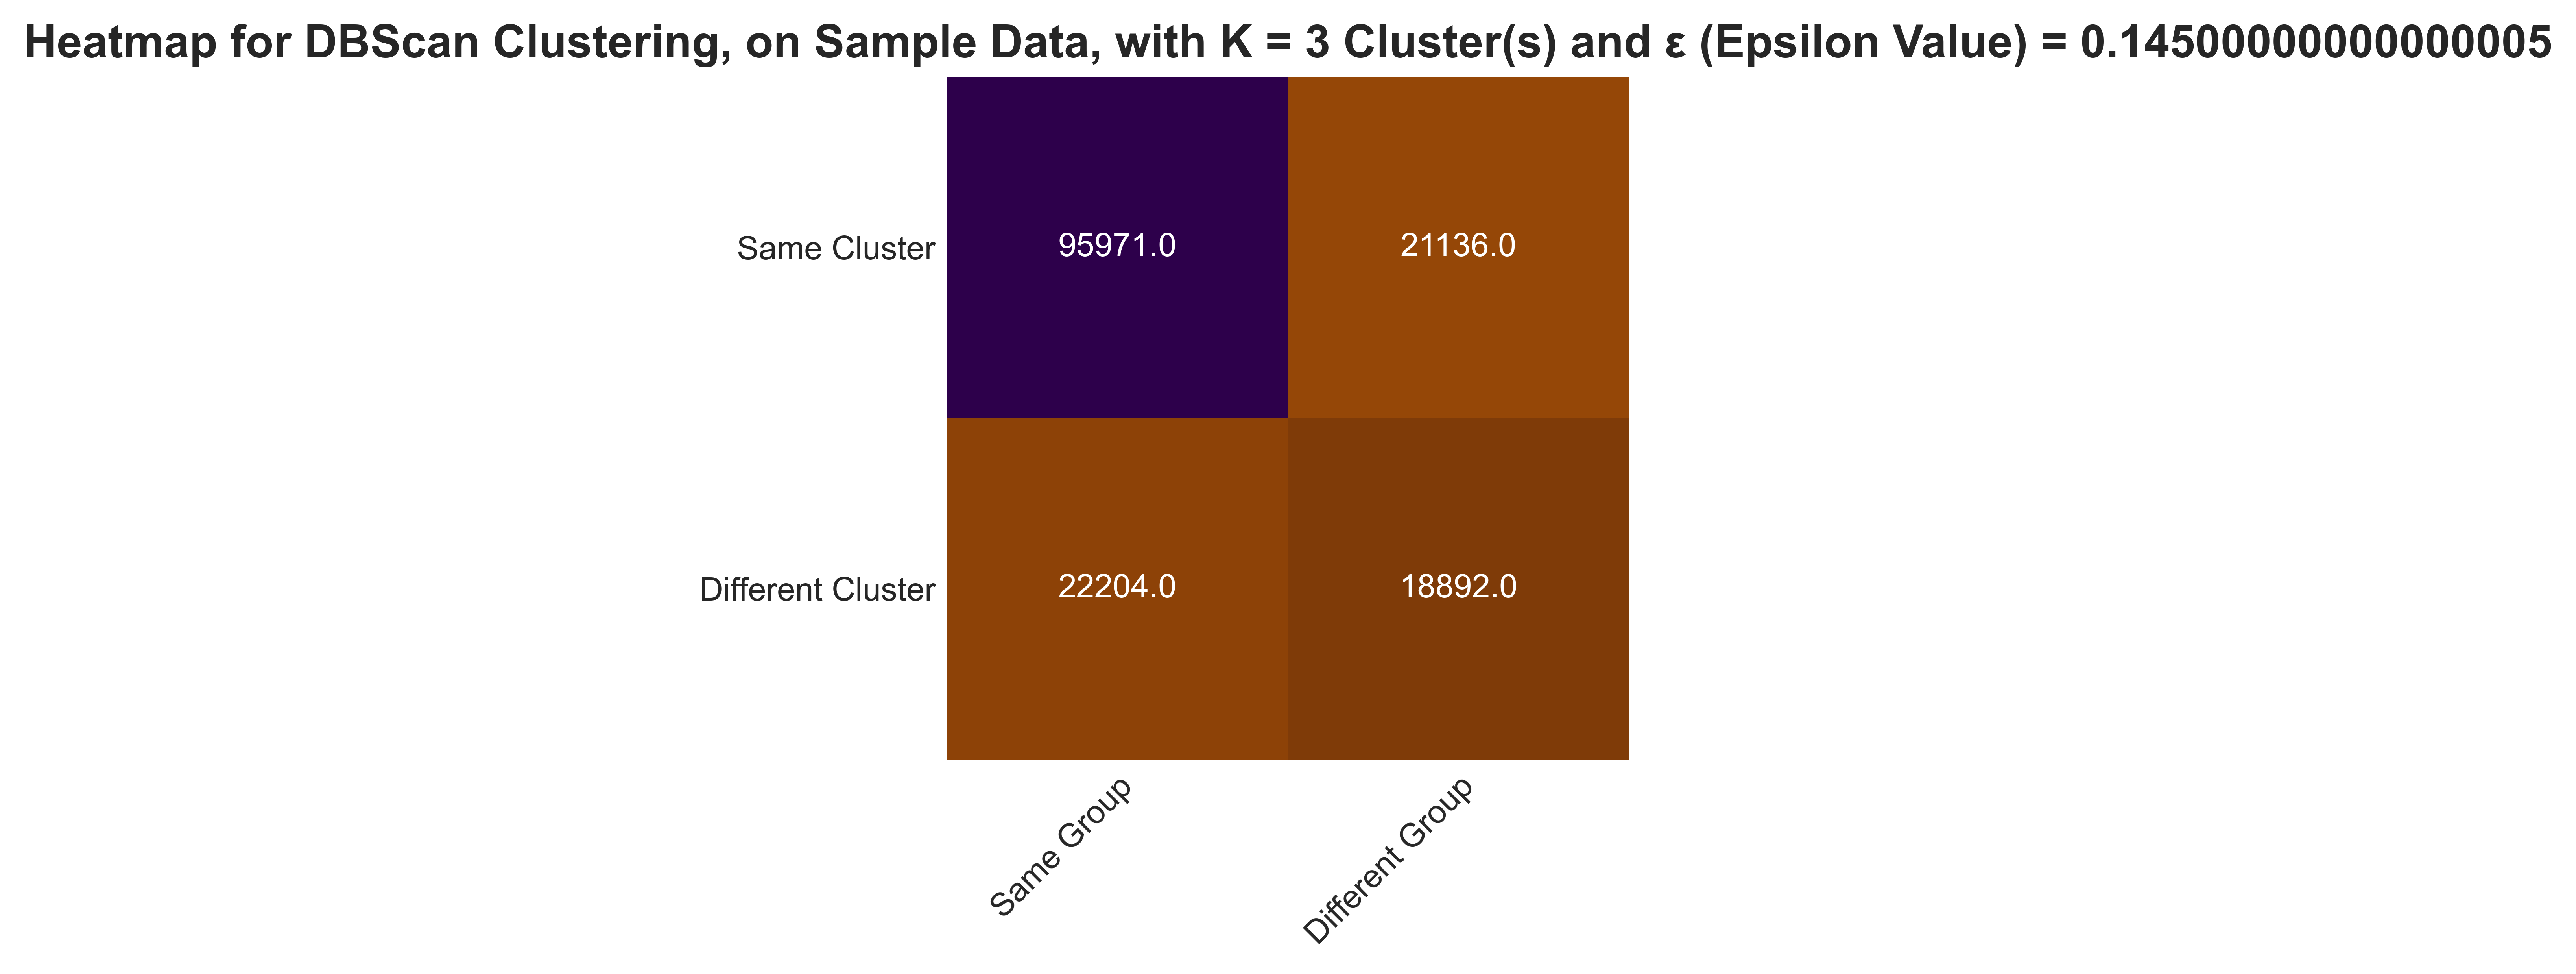 Heatmap for DBScan Clustering, on Sample Data, with K = 3 Cluster(s) and ε (Epsilon Value) = 0.14500000000000005
Same Cluster
95971.0
21136.0
Different Cluster
22204.0
18892.0
Same Group
Different Group